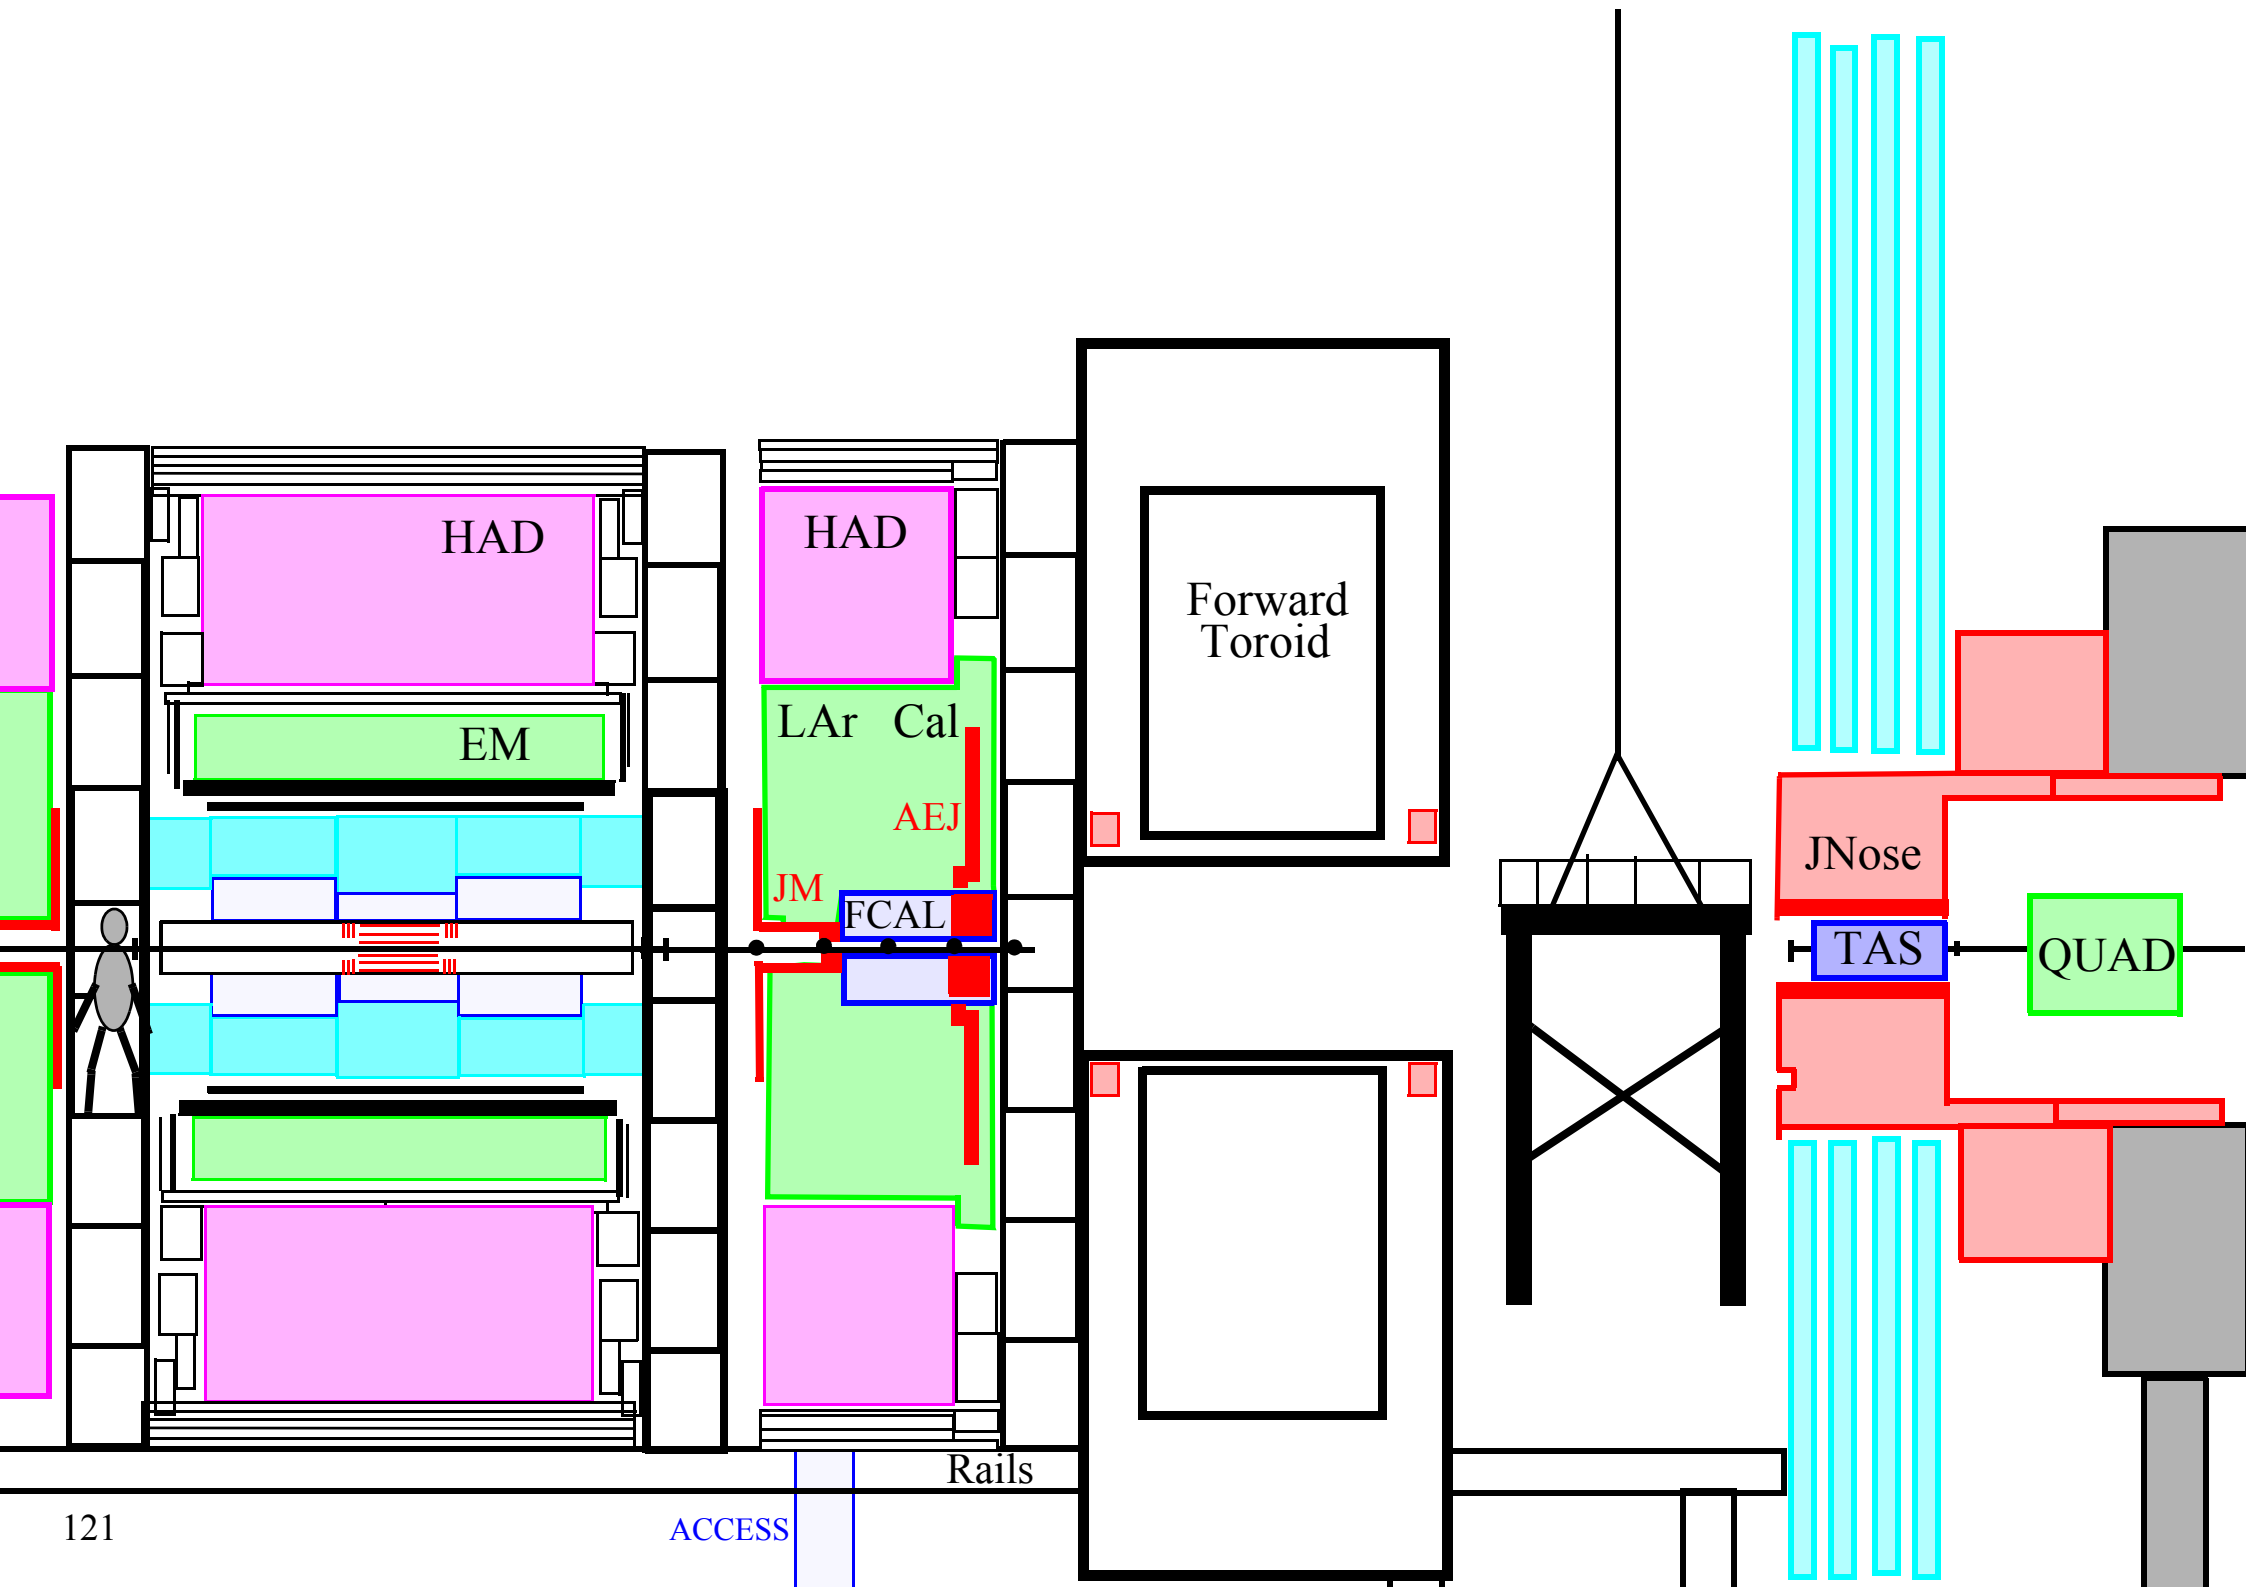 HAD
HAD
Forward
Toroid
LAr Cal
EM
AEJ
JNose
JM
FCAL
TAS
QUAD
Rails
121
ACCESS